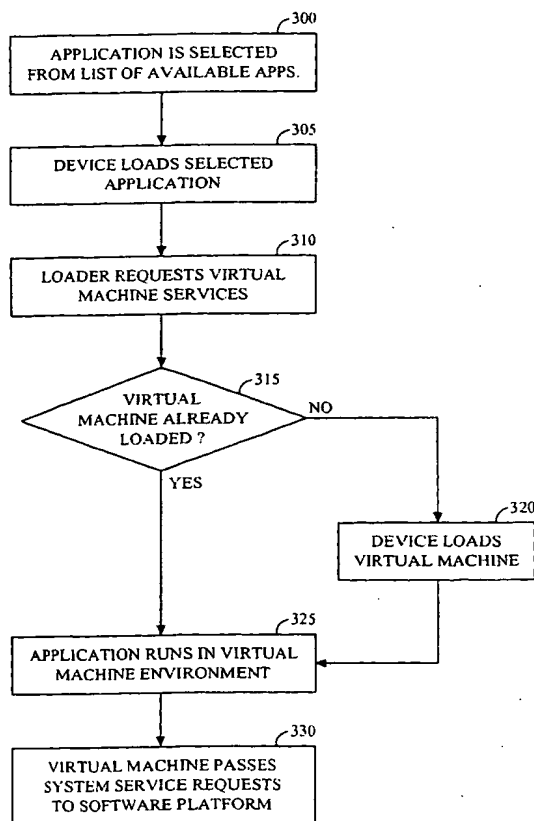 300
APPLICATION IS SELECTED
FROM LIST OF AVAILABLE APPS.
305
DEVICE LOADS SELECTED
APPLICATION
310
LOADER REQUESTS VIRTUAL
MACHINE SERVICES
315
VIRTUAL
MACHINE ALREADY
LOADED ?
NO
YES
320
DEVICE LOADS
VIRTUAL MACHINE
325
APPLICATION RUNS IN VIRTUAL
MACHINE ENVIRONMENT
330
VIRTUAL MACHINE PASSES
SYSTEM SERVICE REQUESTS
TO SOFTWARE PLATFORM